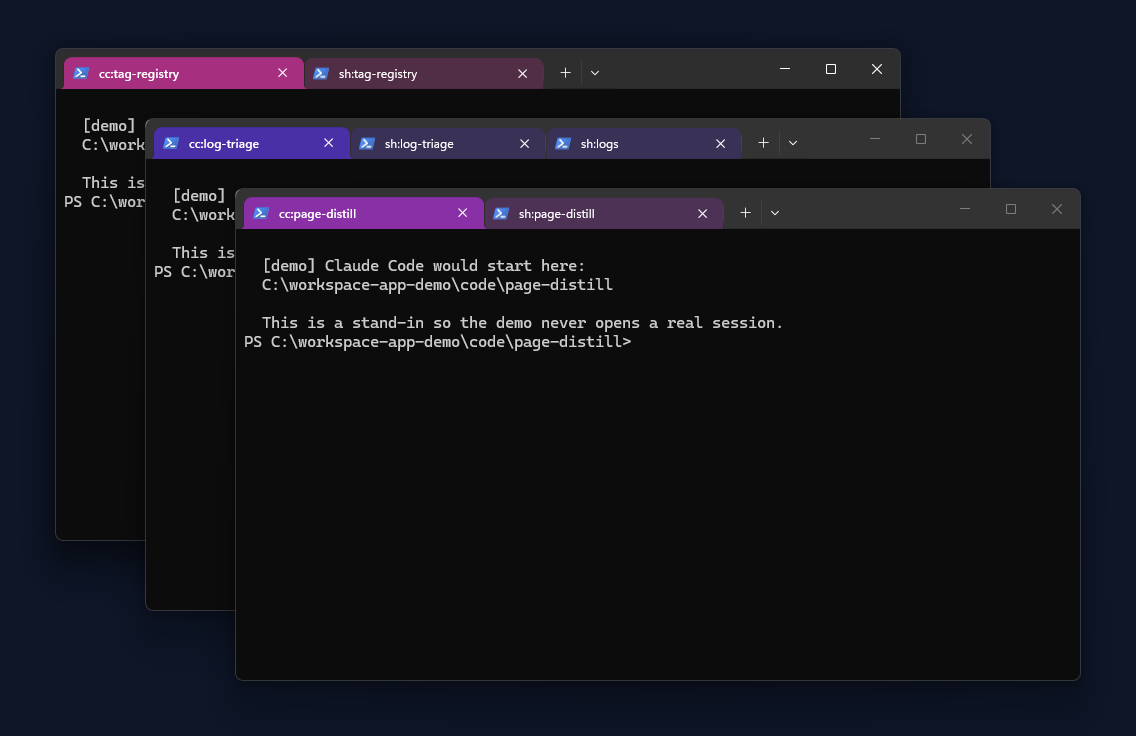 cc:tag-registry sh:tag-registry
[demo]
C:\work
This is
PS C:\wor
cc:log-triage sh:log-triage sh:logs
[demo]
C:\work
This is
PS C:\wor
cc:page-distill sh:page-distill
[demo] Claude Code would start here:
C:\workspace-app-demo\code\page-distill
This is a stand-in so the demo never opens a real session.
PS C:\workspace-app-demo\code\page-distill>